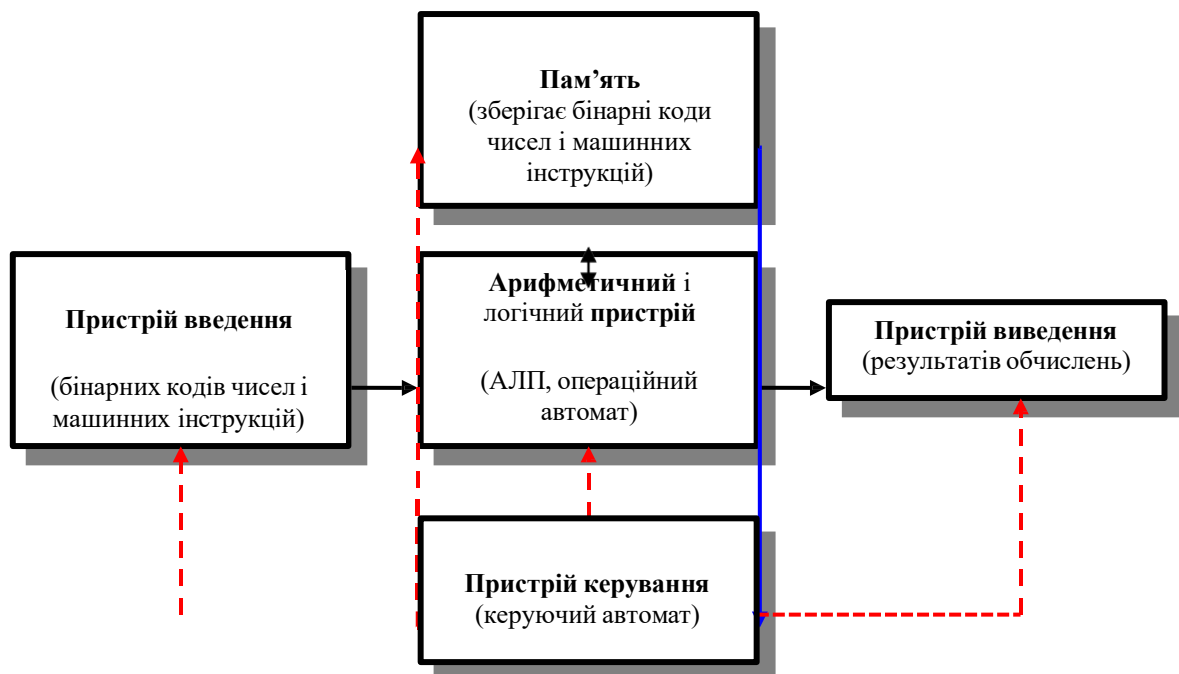 Пам’ять
(зберігає бінарні коди
чисел і машинних
інструкцій)
Пристрій введення
(бінарних кодів чисел і
машинних інструкцій)
Арифметичний і
логічний пристрій
(АЛП, операційний
автомат)
Пристрій виведення
(результатів обчислень)
Пристрій керування
(керуючий автомат)